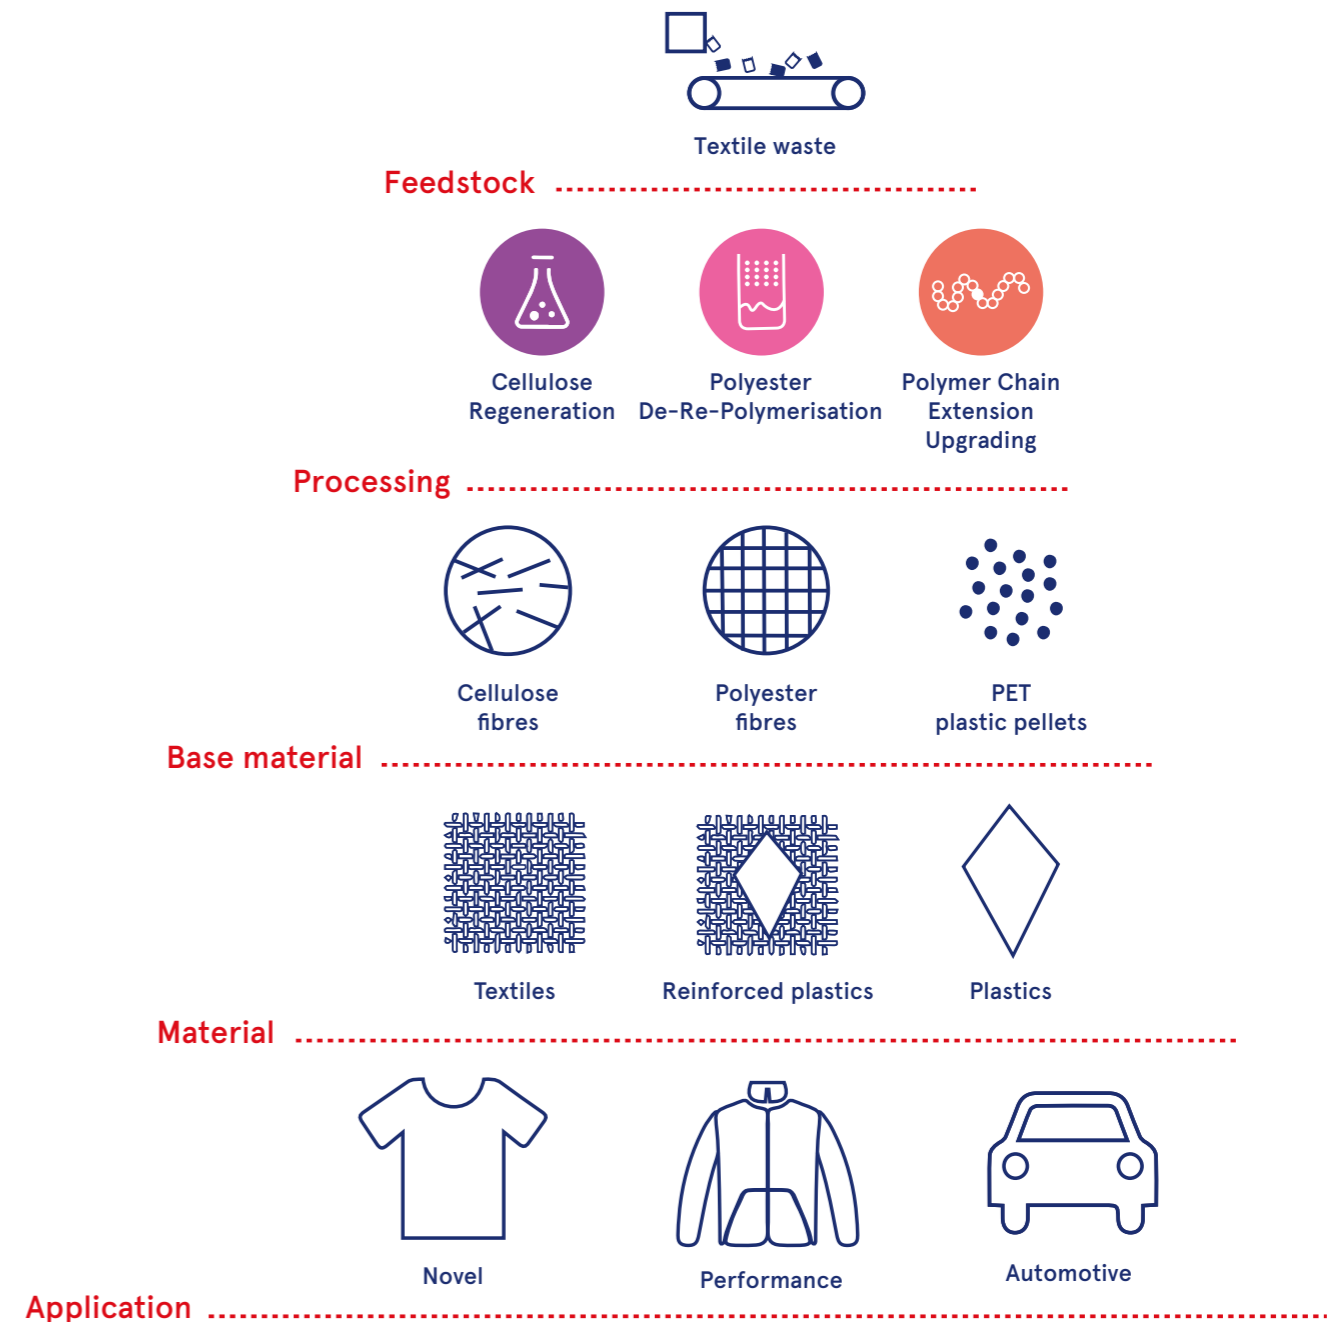 Textile waste
Feedstock
Cellulose
Regeneration
Polyester
De-Re-Polymerisation
Polymer Chain
Extension
Upgrading
Processing
Cellulose
fibres
Polyester
fibres
PET
plastic pellets
Base material
Textiles
Reinforced plastics
Plastics
Material
Novel
Performance
Automotive
Application